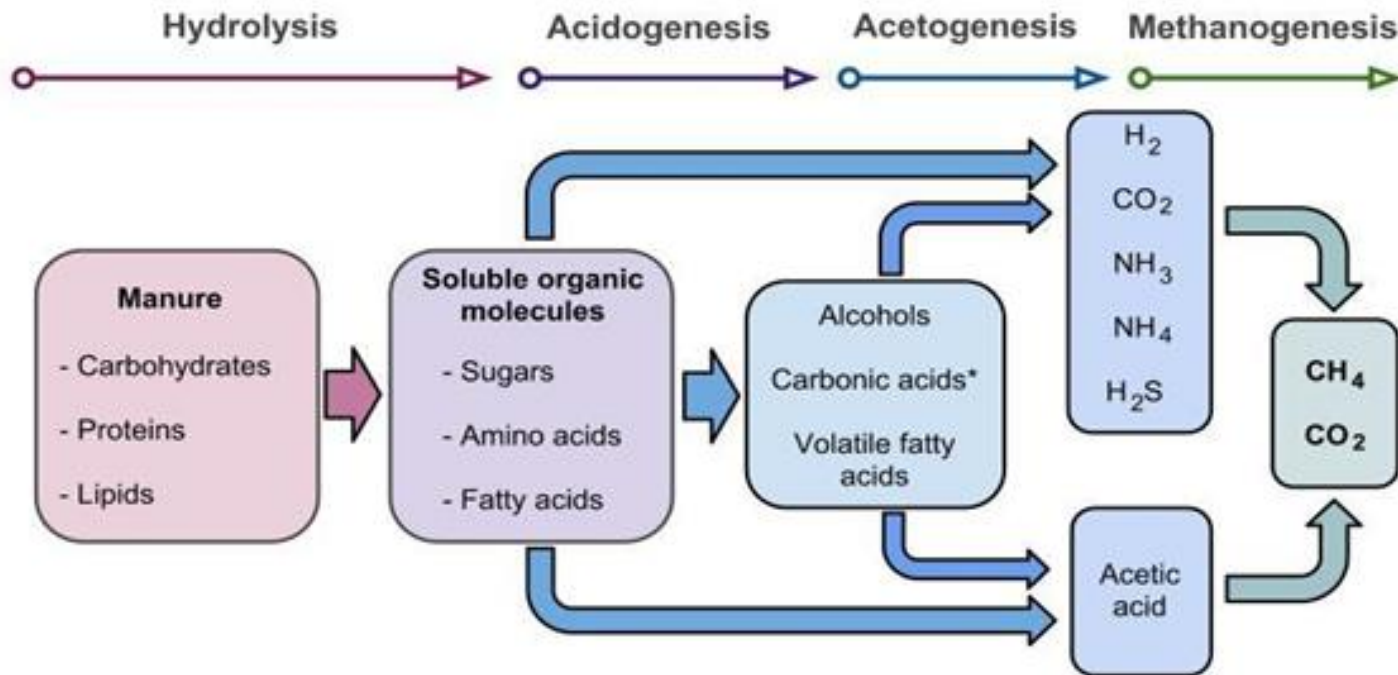 Hydrolysis
Acidogenesis
Acetogenesis
Methanogenesis
Manure
- Carbohydrates
- Proteins
- Lipids
Soluble organic
molecules
- Sugars
- Amino acids
- Fatty acids
Alcohols
Carbonic acids*
Volatile fatty
acids
H₂
CO₂
NH₃
NH₄
H₂S
Acetic
acid
CH₄
CO₂